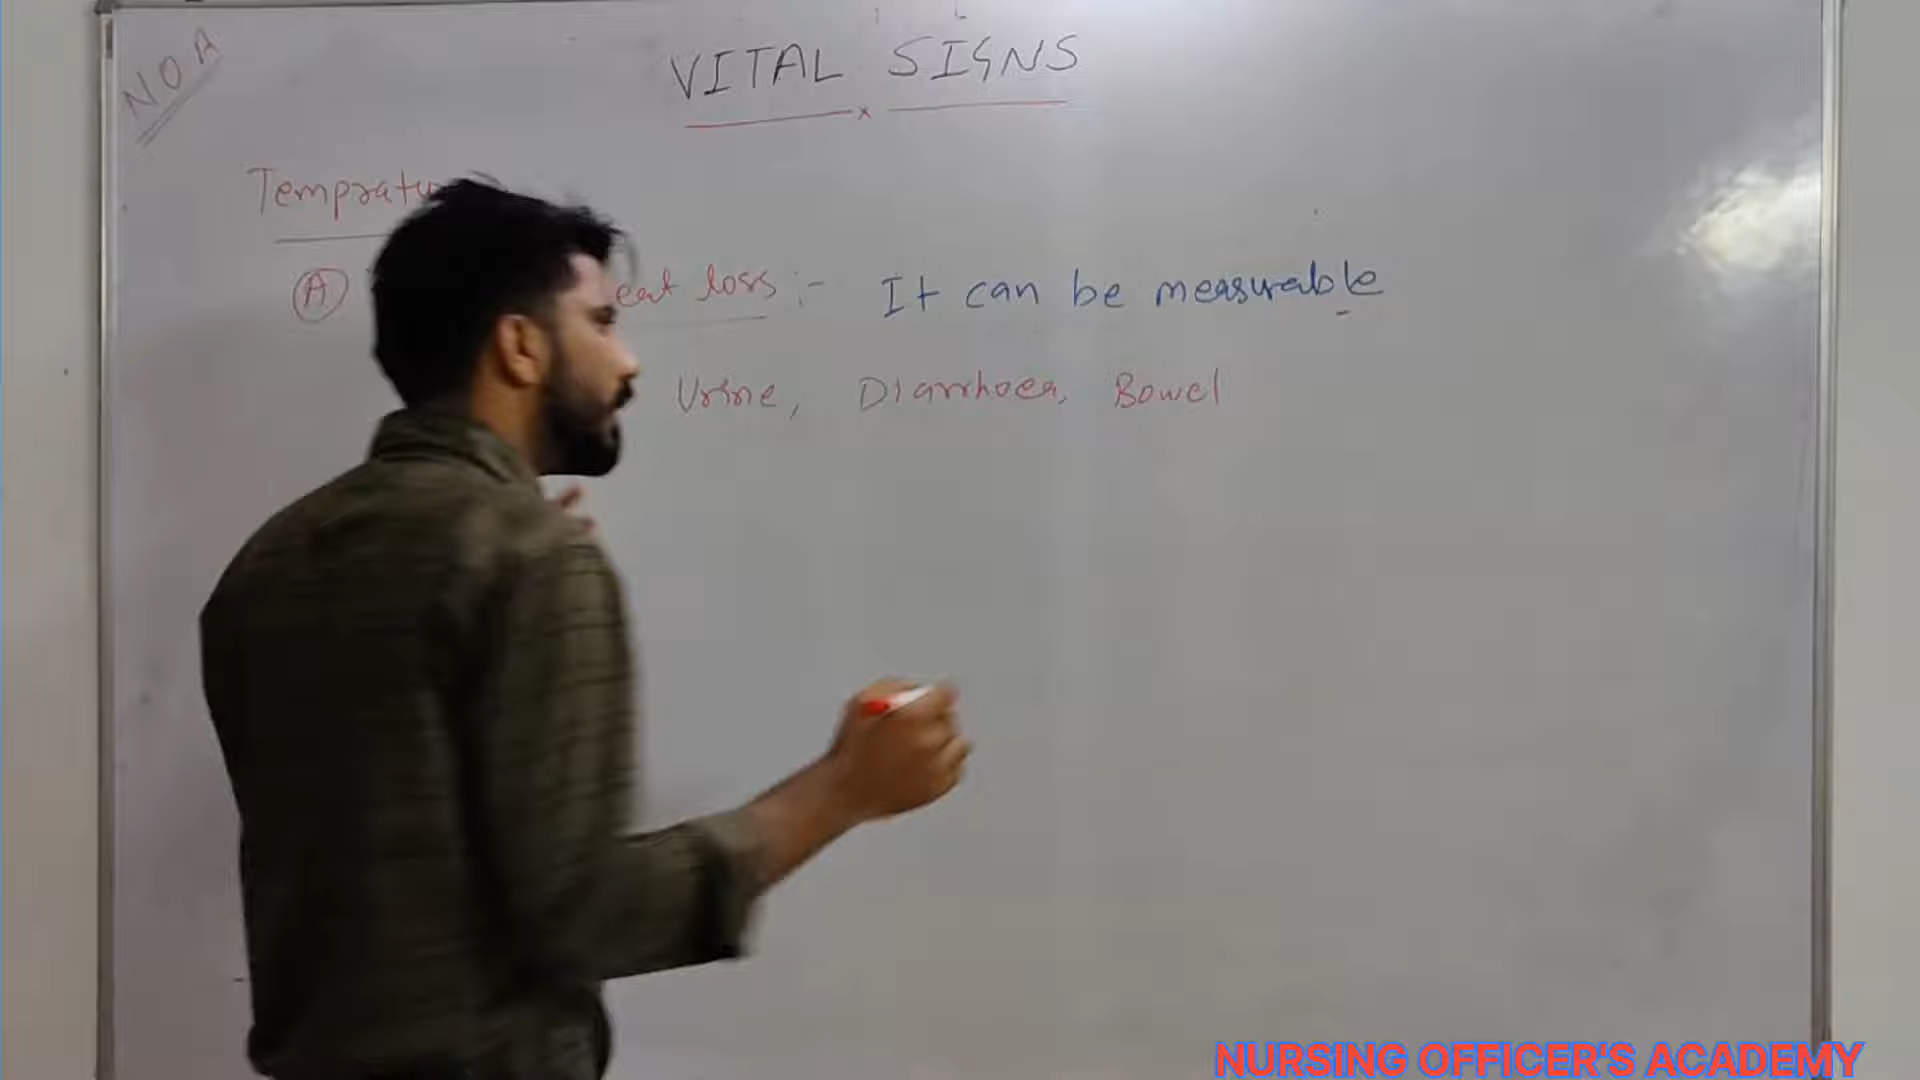 NOA
VITAL SIGNS
x
Tempratu
A eat loss :- It can be measurable
Urine, Diarrhoea, Bowel
NURSING OFFICER'S ACADEMY